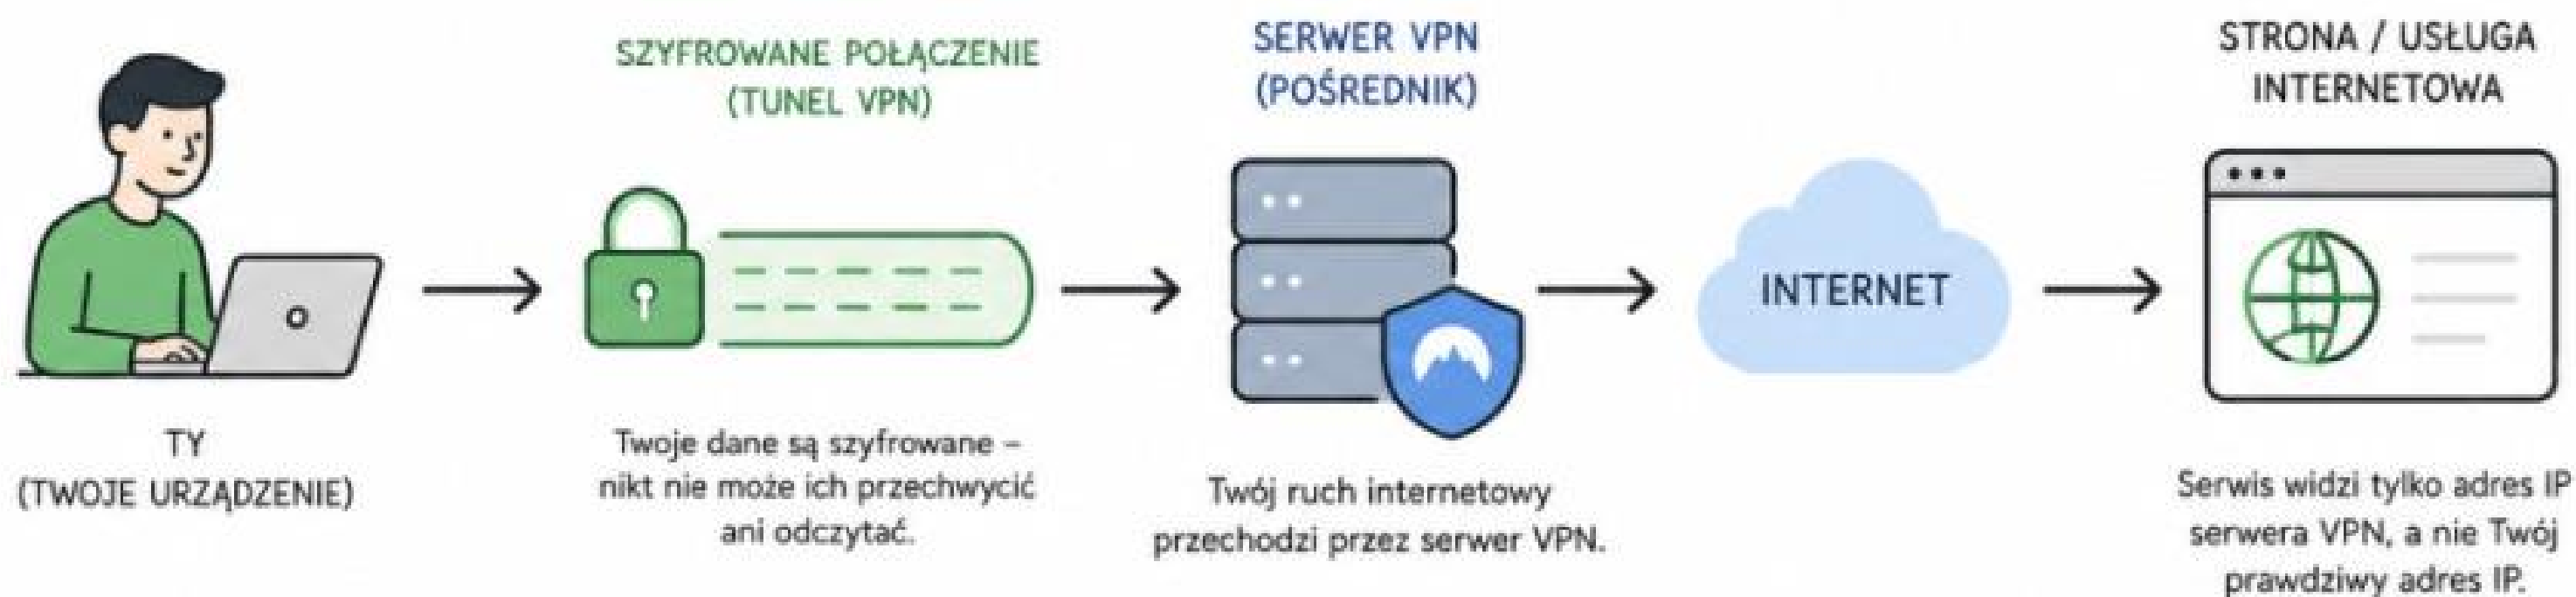 TY
(TWOJE URZĄDZENIE)
SZYFROWANE POŁĄCZENIE
(TUNEL VPN)
Twoje dane są szyfrowane –
nikt nie może ich przechwycić
ani odczytać.
SERWER VPN
(POŚREDNIK)
Twój ruch internetowy
przechodzi przez serwer VPN.
INTERNET
STRONA / USŁUGA
INTERNETOWA
Serwis widzi tylko adres IP
serwera VPN, a nie Twój
prawdziwy adres IP.